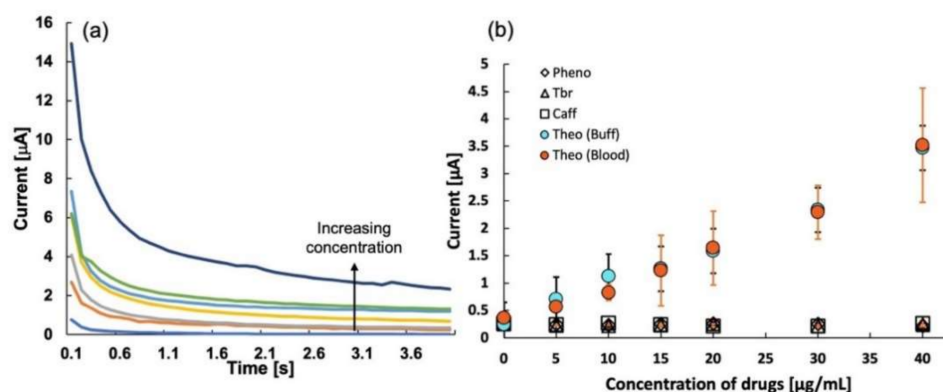 (a)
16
14
12
10
8
6
4
2
0
Current [µA]
0.1 0.6 1.1 1.6 2.1 2.6 3.1 3.6
Time [s]
Increasing
concentration
(b)
Pheno
Tbr
Caff
Theo (Buff)
Theo (Blood)
5
4.5
4
3.5
3
2.5
2
1.5
1
0.5
0
Current [µA]
0 5 10 15 20 25 30 35 40
Concentration of drugs [µg/mL]